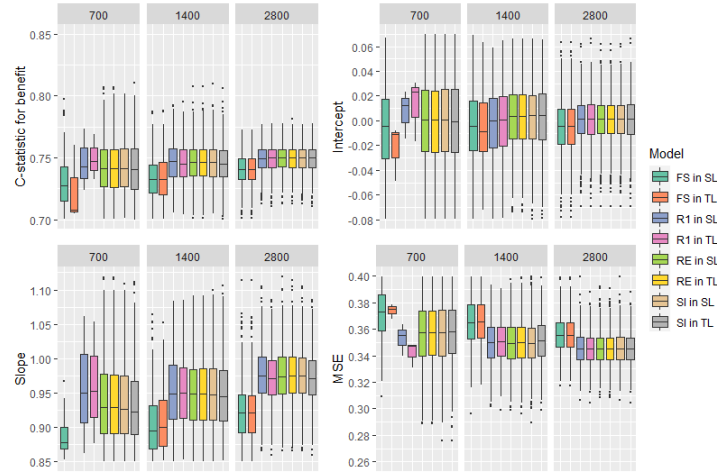 700 1400 2800
C-statistic for benefit
0.85
0.80
0.75
0.70
700 1400 2800
Intercept
0.06
0.04
0.02
0.00
-0.02
-0.04
-0.06
-0.08
700 1400 2800
Slope
1.10
1.05
1.00
0.95
0.90
0.85
700 1400 2800
MSE
0.40
0.38
0.36
0.34
0.32
0.30
0.28
0.26
Model
FS in SL
FS in TL
R1 in SL
R1 in TL
RE in SL
RE in TL
SI in SL
SI in TL